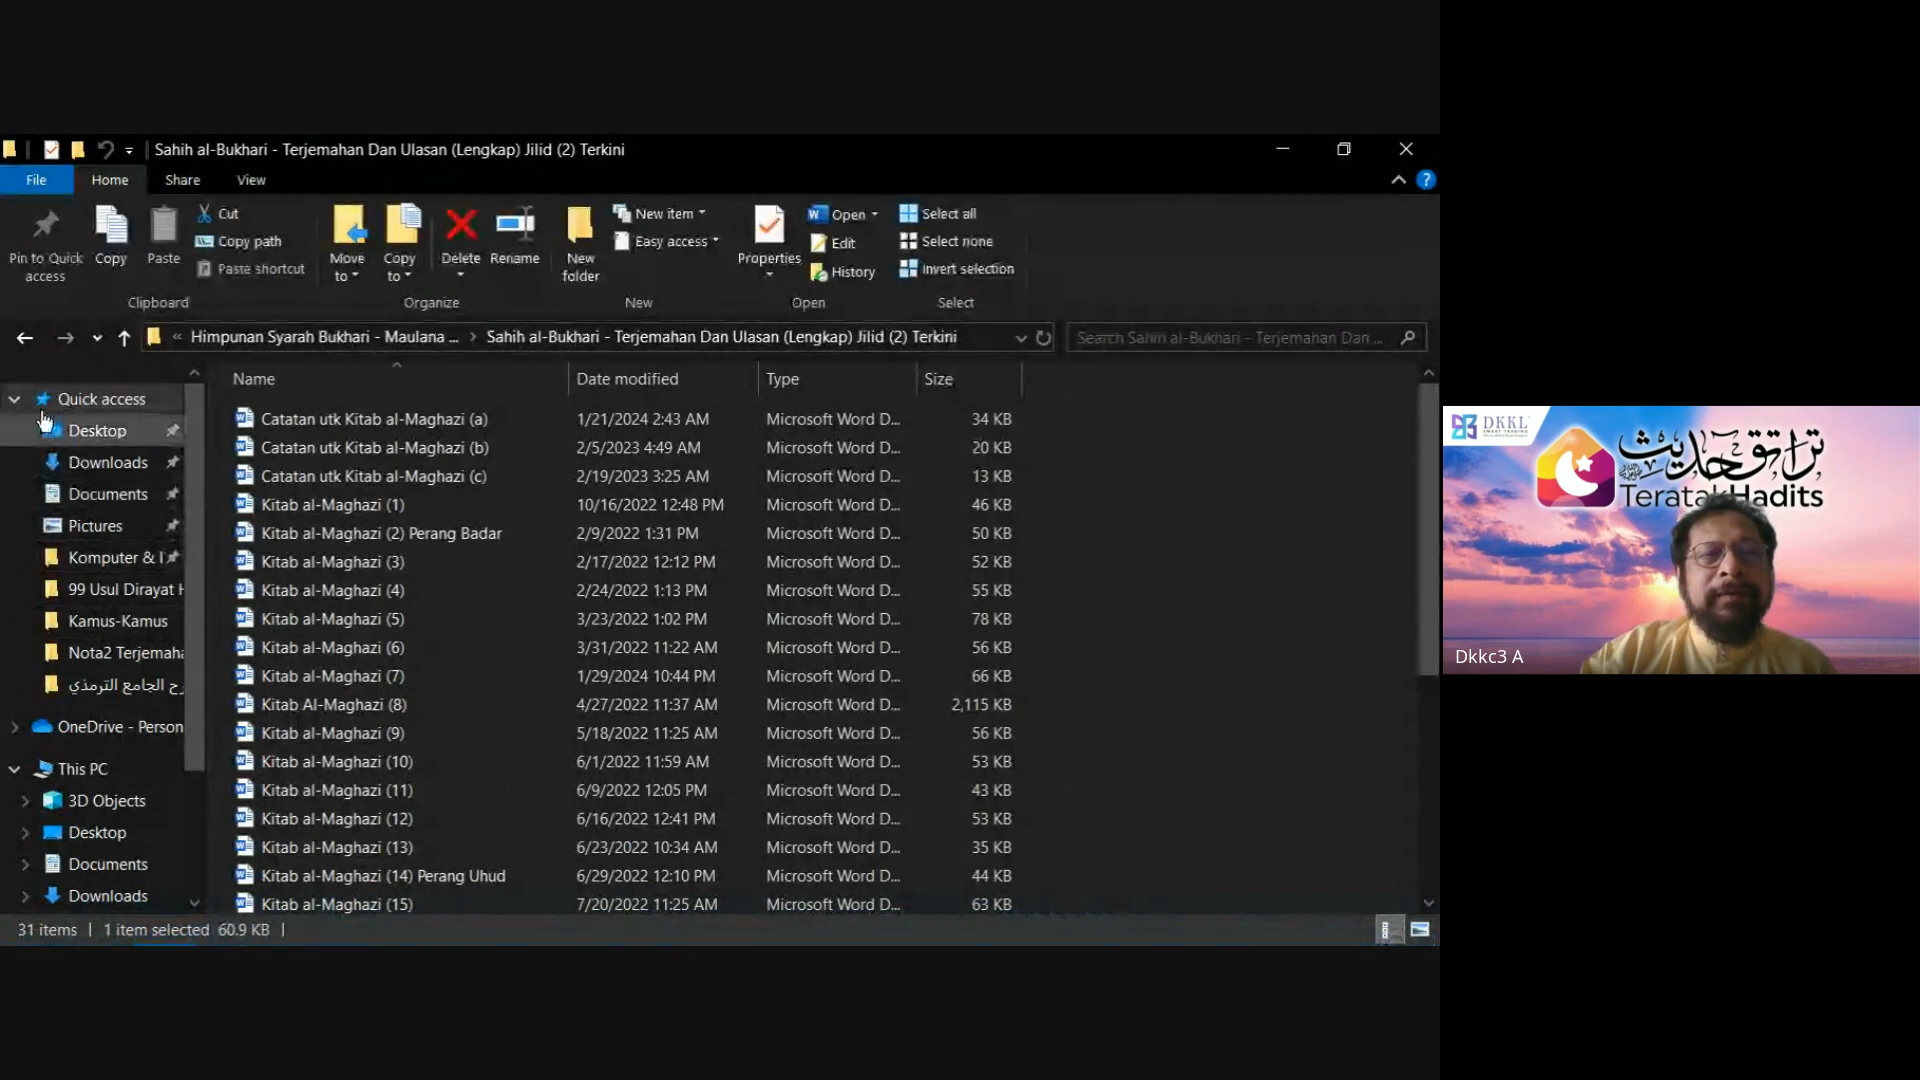 Sahih al-Bukhari - Terjemahan Dan Ulasan (Lengkap) Jilid (2) Terkini
File Home Share View
Pin to Quick access
Copy
Paste
Cut
Copy path
Paste shortcut
Clipboard
Move to
Copy to
Delete
Rename
Organize
New folder
New item
Easy access
New
Properties
Open
Edit
History
Open
Select all
Select none
Invert selection
Select
« Himpunan Syarah Bukhari - Maulana ... > Sahih al-Bukhari - Terjemahan Dan Ulasan (Lengkap) Jilid (2) Terkini
Search Sahih al-Bukhari - Terjemahan Dan ...
Quick access
Desktop
Downloads
Documents
Pictures
Komputer &
99 Usul Dirayat
Kamus-Kamus
Nota2 Terjemaha
الجامع الترمذي
OneDrive - Person
This PC
3D Objects
Desktop
Documents
Downloads
Name Date modified Type Size
Catatan utk Kitab al-Maghazi (a) 1/21/2024 2:43 AM Microsoft Word D... 34 KB
Catatan utk Kitab al-Maghazi (b) 2/5/2023 4:49 AM Microsoft Word D... 20 KB
Catatan utk Kitab al-Maghazi (c) 2/19/2023 3:25 AM Microsoft Word D... 13 KB
Kitab al-Maghazi (1) 10/16/2022 12:48 PM Microsoft Word D... 46 KB
Kitab al-Maghazi (2) Perang Badar 2/9/2022 1:31 PM Microsoft Word D... 50 KB
Kitab al-Maghazi (3) 2/17/2022 12:12 PM Microsoft Word D... 52 KB
Kitab al-Maghazi (4) 2/24/2022 1:13 PM Microsoft Word D... 55 KB
Kitab al-Maghazi (5) 3/23/2022 1:02 PM Microsoft Word D... 78 KB
Kitab al-Maghazi (6) 3/31/2022 11:22 AM Microsoft Word D... 56 KB
Kitab al-Maghazi (7) 1/29/2024 10:44 PM Microsoft Word D... 66 KB
Kitab Al-Maghazi (8) 4/27/2022 11:37 AM Microsoft Word D... 2,115 KB
Kitab al-Maghazi (9) 5/18/2022 11:25 AM Microsoft Word D... 56 KB
Kitab al-Maghazi (10) 6/1/2022 11:59 AM Microsoft Word D... 53 KB
Kitab al-Maghazi (11) 6/9/2022 12:05 PM Microsoft Word D... 43 KB
Kitab al-Maghazi (12) 6/16/2022 12:41 PM Microsoft Word D... 53 KB
Kitab al-Maghazi (13) 6/23/2022 10:34 AM Microsoft Word D... 35 KB
Kitab al-Maghazi (14) Perang Uhud 6/29/2022 12:10 PM Microsoft Word D... 44 KB
Kitab al-Maghazi (15) 7/20/2022 11:25 AM Microsoft Word D... 63 KB
31 items | 1 item selected 60.9 KB |
DKKL
تراتق حديث
Teratak Hadits
Dkkc3 A